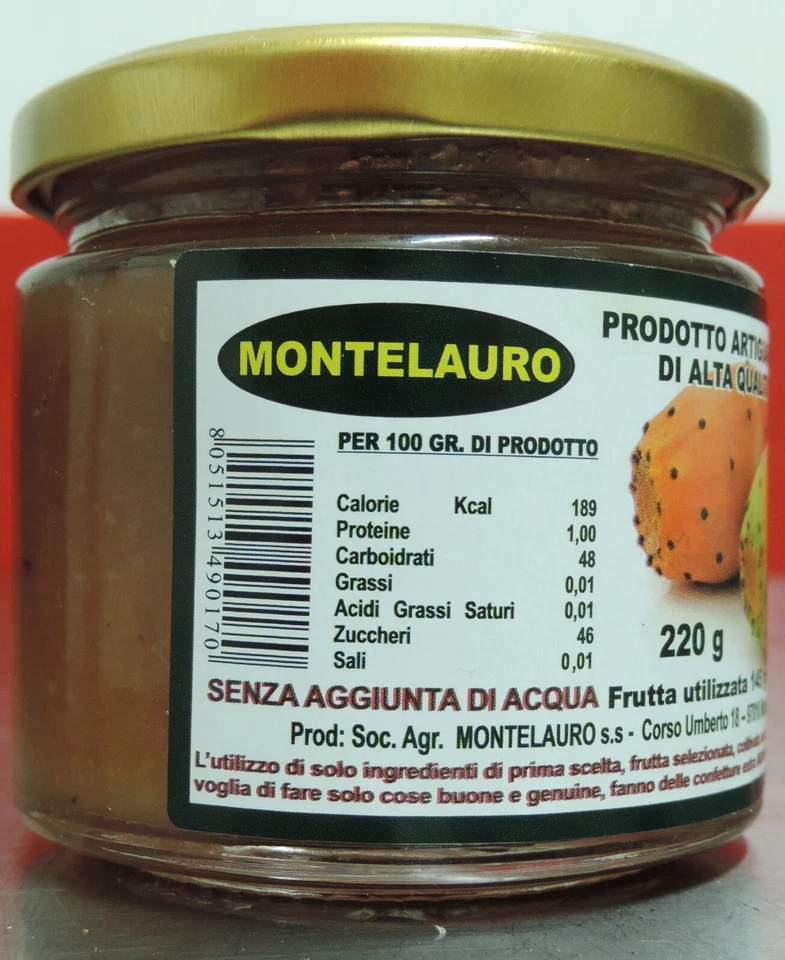 MONTELAURO
PRODOTTO
DI ALTA
PER 100 GR. DI PRODOTTO
8 051513 490170
Calorie Kcal 189
Proteine 1,00
Carboidrati 48
Grassi 0,01
Acidi Grassi Saturi 0,01
Zuccheri 46
Sali 0,01
220 g
SENZA AGGIUNTA DI ACQUA Frutta utilizzata
Prod: Soc. Agr. MONTELAURO s.s - Corso Umberto 18 –
L'utilizzo di solo ingredienti di prima scelta, frutta selezionata,
voglia di fare solo cose buone e genuine, fanno delle confetture